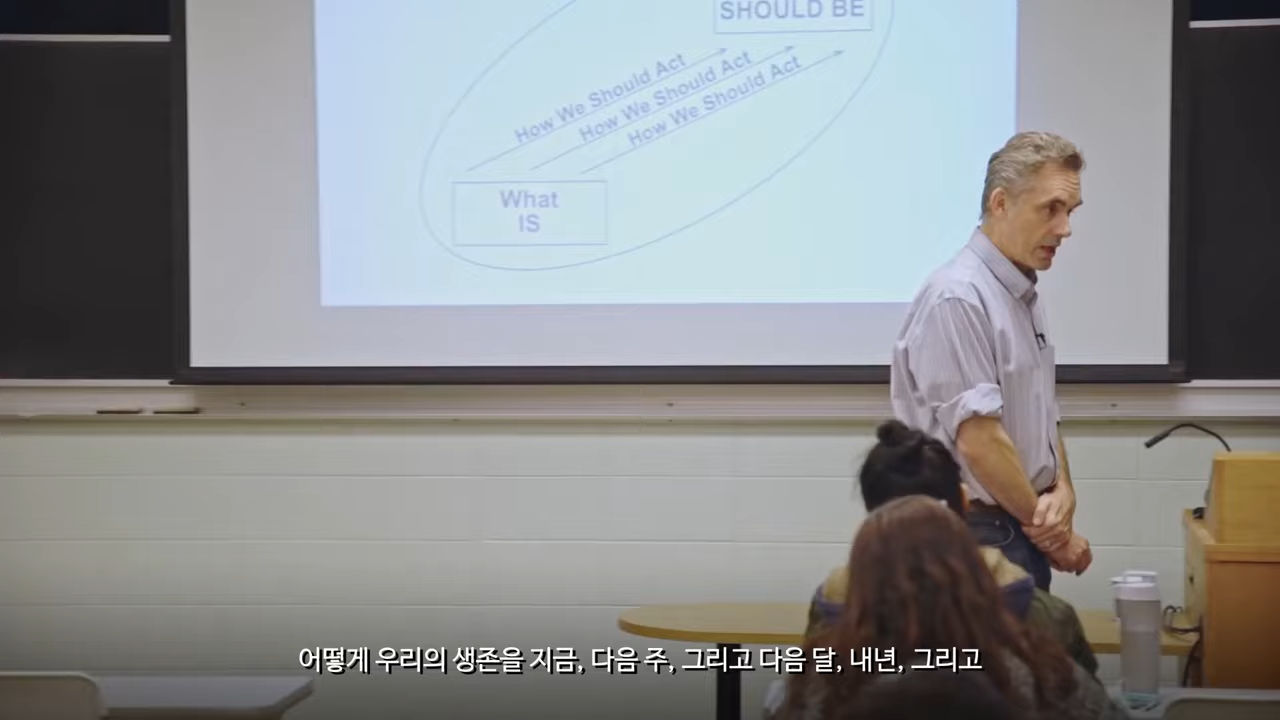 SHOULD BE
How We Should Act
How We Should Act
How We Should Act
What
IS
어떻게 우리의 생존을 지금, 다음 주, 그리고 다음 달, 내년, 그리고